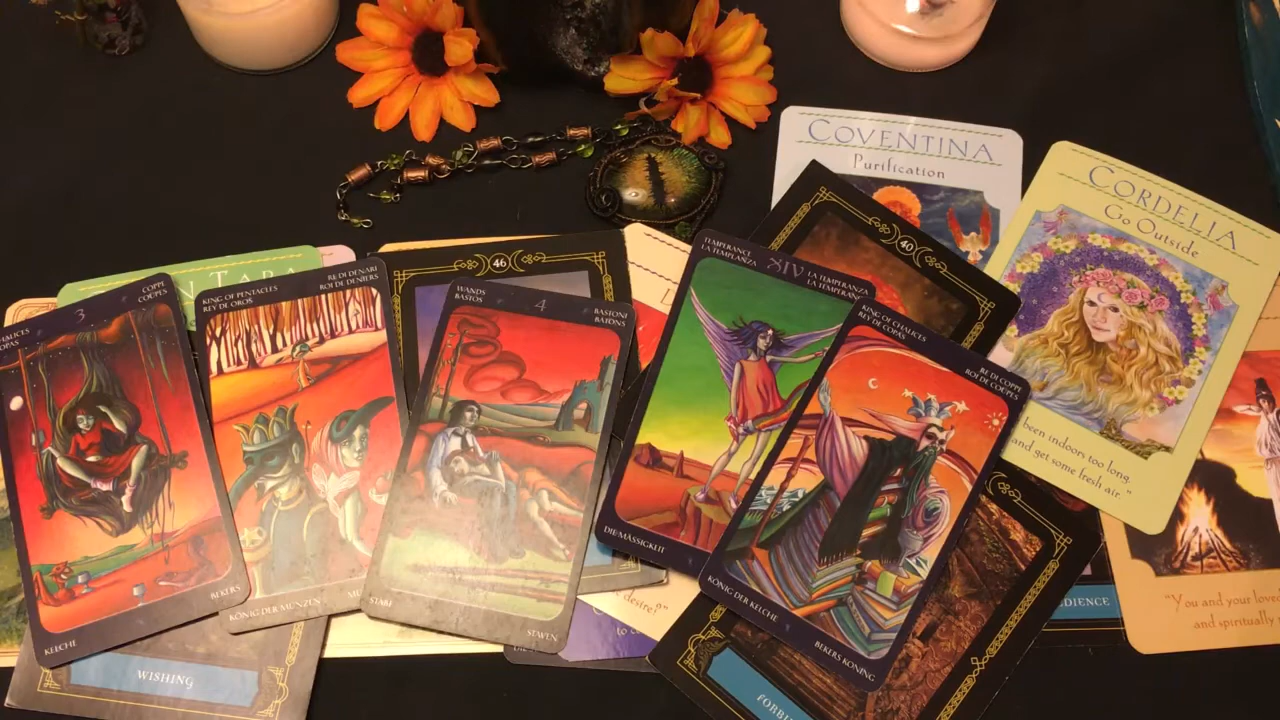 COVENTINA
Purification
CORDELIA
Go Outside
been indoors too long,
and get some fresh air."
40
46
TARA
3
COPPE
COUPES
CHALICES
COPAS
KELCHE
BEKERS
WISHING
KING OF PENTACLES
REY DE OROS
RE DI DENARI
ROI DE DENIERS
KÖNIG DER MÜNZEN
WANDS
BASTOS
4
BASTONI
BATONS
STÄBE
STAVEN
desire?"
TEMPERANCE
LA TEMPLANZA
XIV
LA TEMPERANZA
DIE MÄSSIGKEIT
KING OF CHALICES
REY DE COPAS
RE DI COPPE
ROI DE COUPES
KÖNIG DER KELCHE
BEKERS KONING
"You and your loved
and spiritually